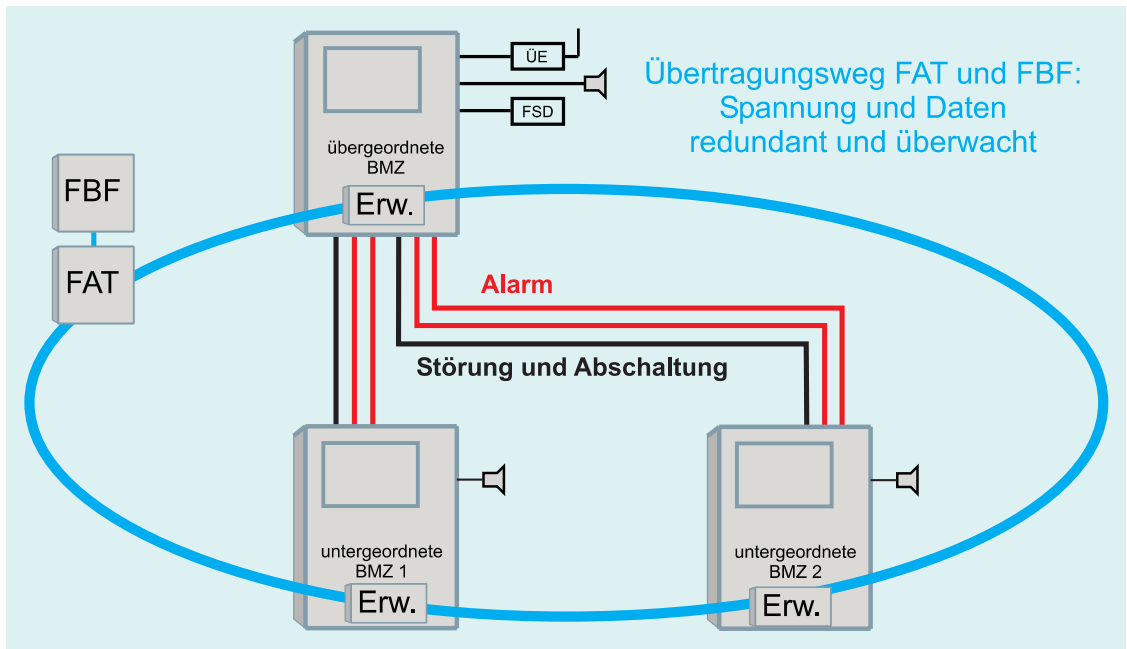 ÜE
FSD
Übertragungsweg FAT und FBF:
Spannung und Daten
redundant und überwacht
übergeordnete
BMZ
Erw.
FBF
FAT
Alarm
Störung und Abschaltung
untergeordnete
BMZ 1
Erw.
untergeordnete
BMZ 2
Erw.